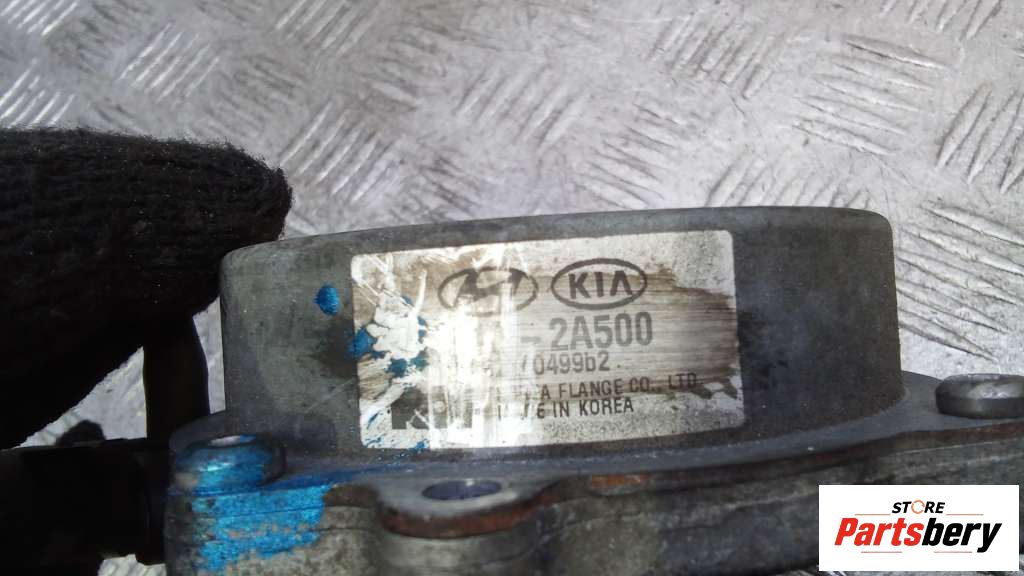 KIA
-2A500
0499b2
FLANGE CO., LTD
IN KOREA
STORE
Partsbery